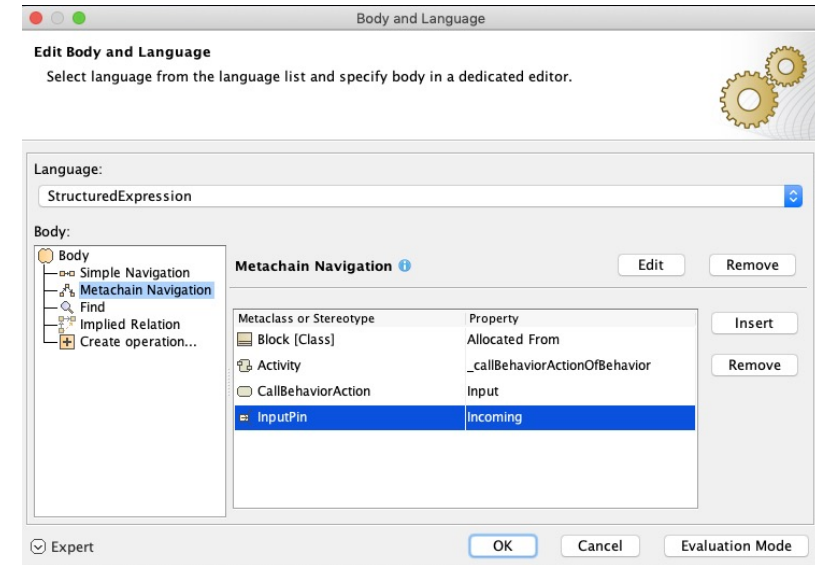 Body and Language
Edit Body and Language
Select language from the language list and specify body in a dedicated editor.
Language:
StructuredExpression
Body:
Body
Simple Navigation
Metachain Navigation
Find
Implied Relation
Create operation...
Metachain Navigation
Edit
Remove
Metaclass or Stereotype Property
Block [Class] Allocated From
Activity _callBehaviorActionOfBehavior
CallBehaviorAction Input
InputPin Incoming
Insert
Remove
Expert
OK
Cancel
Evaluation Mode